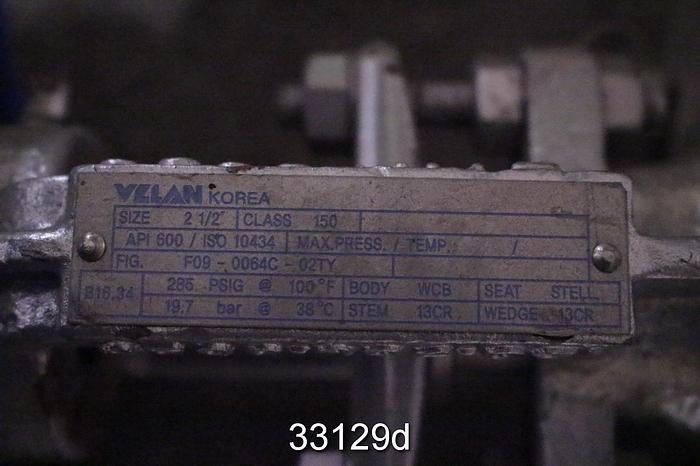 VELAN KOREA
SIZE 2 1/2" CLASS 150
API 600 / ISO 10434 MAX.PRESS. / TEMP. /
FIG. F09 - 0064C - 02TY
B16.34 285 PSIG @ 100°F BODY WCB SEAT STELL.
19.7 bar @ 38°C STEM 13CR WEDGE 13CR
33129d